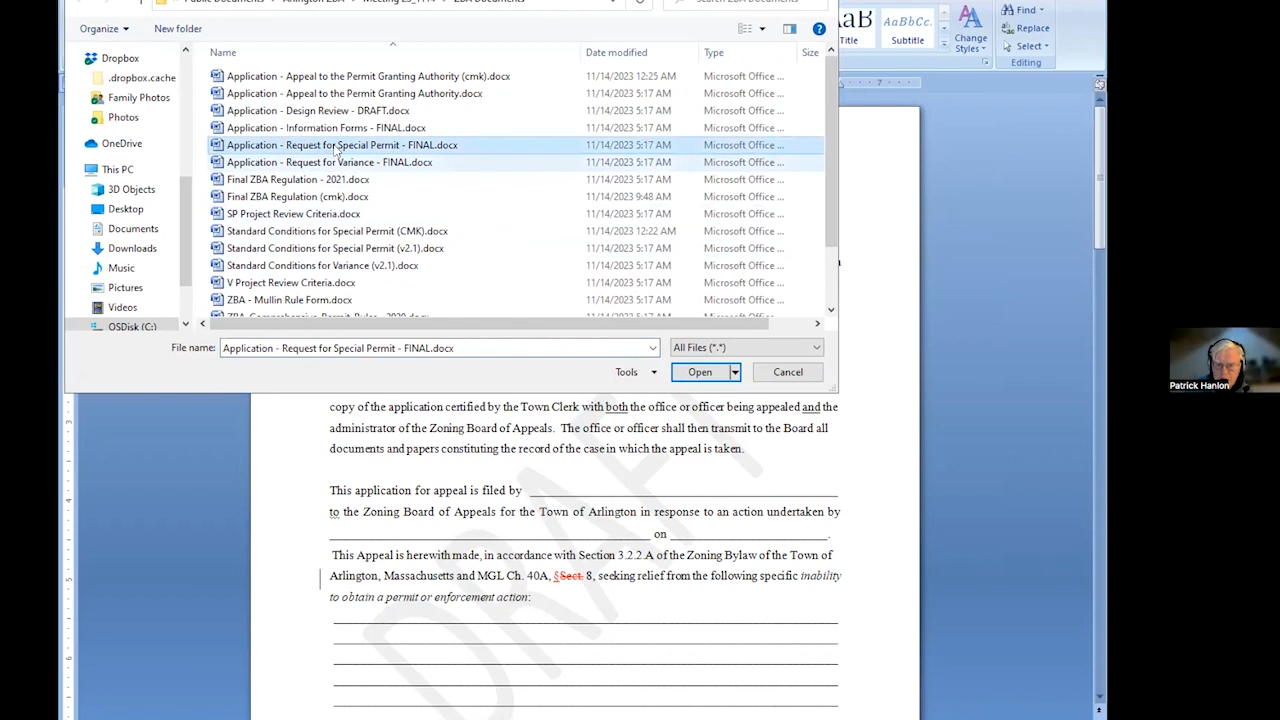 Organize
New folder
Name
Date modified
Type
Size
Dropbox
.dropbox.cache
Family Photos
Photos
OneDrive
This PC
3D Objects
Desktop
Documents
Downloads
Music
Pictures
Videos
OSDisk (C:)
Application - Appeal to the Permit Granting Authority (cmk).docx 11/14/2023 12:25 AM Microsoft Office ...
Application - Appeal to the Permit Granting Authority.docx 11/14/2023 5:17 AM Microsoft Office ...
Application - Design Review - DRAFT.docx 11/14/2023 5:17 AM Microsoft Office ...
Application - Information Forms - FINAL.docx 11/14/2023 5:17 AM Microsoft Office ...
Application - Request for Special Permit - FINAL.docx 11/14/2023 5:17 AM Microsoft Office ...
Application - Request for Variance - FINAL.docx 11/14/2023 5:17 AM Microsoft Office ...
Final ZBA Regulation - 2021.docx 11/14/2023 5:17 AM Microsoft Office ...
Final ZBA Regulation (cmk).docx 11/14/2023 9:48 AM Microsoft Office ...
SP Project Review Criteria.docx 11/14/2023 5:17 AM Microsoft Office ...
Standard Conditions for Special Permit (CMK).docx 11/14/2023 12:22 AM Microsoft Office ...
Standard Conditions for Special Permit (v2.1).docx 11/14/2023 5:17 AM Microsoft Office ...
Standard Conditions for Variance (v2.1).docx 11/14/2023 5:17 AM Microsoft Office ...
V Project Review Criteria.docx 11/14/2023 5:17 AM Microsoft Office ...
ZBA - Mullin Rule Form.docx 11/14/2023 5:17 AM Microsoft Office ...
File name: Application - Request for Special Permit - FINAL.docx All Files (*.*)
Tools Open Cancel
AaB AaBbCc.
Title Subtitle
Change
Styles
Find
Replace
Select
Editing
7
copy of the application certified by the Town Clerk with both the office or officer being appealed and the
administrator of the Zoning Board of Appeals. The office or officer shall then transmit to the Board all
documents and papers constituting the record of the case in which the appeal is taken.
This application for appeal is filed by
to the Zoning Board of Appeals for the Town of Arlington in response to an action undertaken by
on .
This Appeal is herewith made, in accordance with Section 3.2.2.A of the Zoning Bylaw of the Town of
Arlington, Massachusetts and MGL Ch. 40A, §Sect. 8, seeking relief from the following specific inability
to obtain a permit or enforcement action:
DRAFT
3
4
5
6
Patrick Hanlon